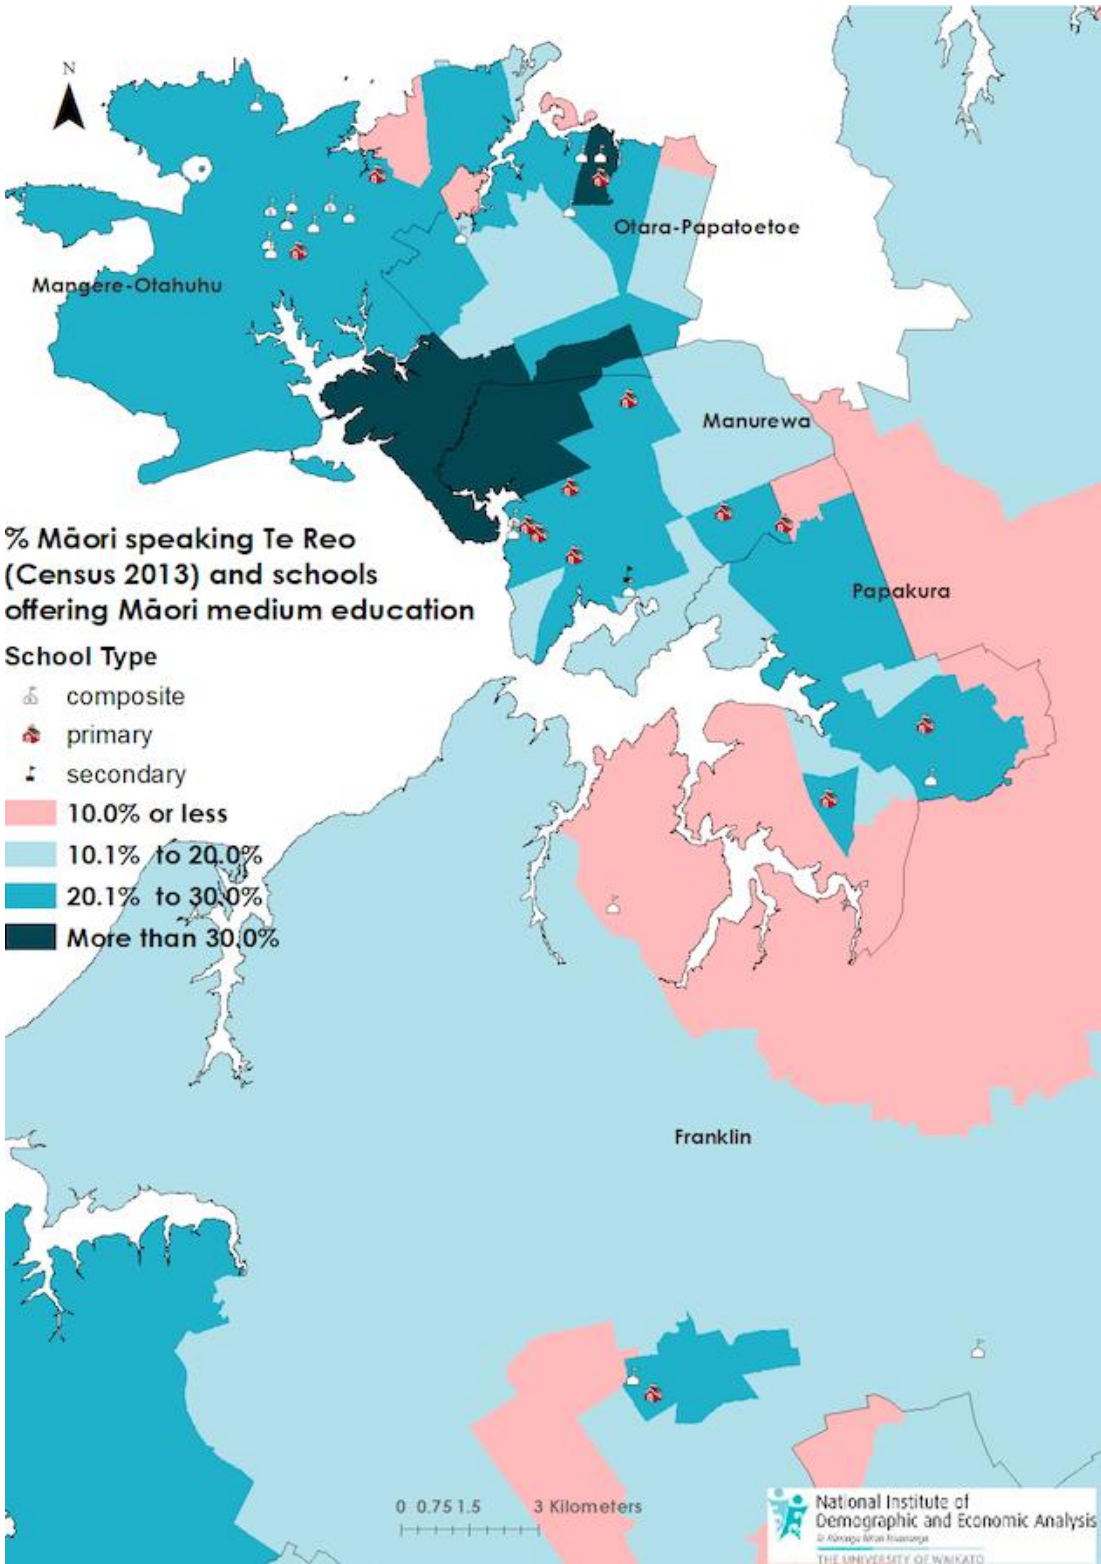 N
Otara-Papatoetoe
Mangere-Otahuhu
Manurewa
% Māori speaking Te Reo
(Census 2013) and schools
offering Māori medium education
Papakura
School Type
composite
primary
secondary
10.0% or less
10.1% to 20.0%
20.1% to 30.0%
More than 30.0%
Franklin
0 0.75 1.5 3 Kilometers
National Institute of
Demographic and Economic Analysis
THE UNIVERSITY OF WAIKATO